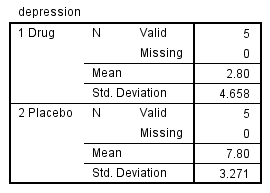 depression
1 Drug N Valid 5
Missing 0
Mean 2.80
Std. Deviation 4.658
2 Placebo N Valid 5
Missing 0
Mean 7.80
Std. Deviation 3.271